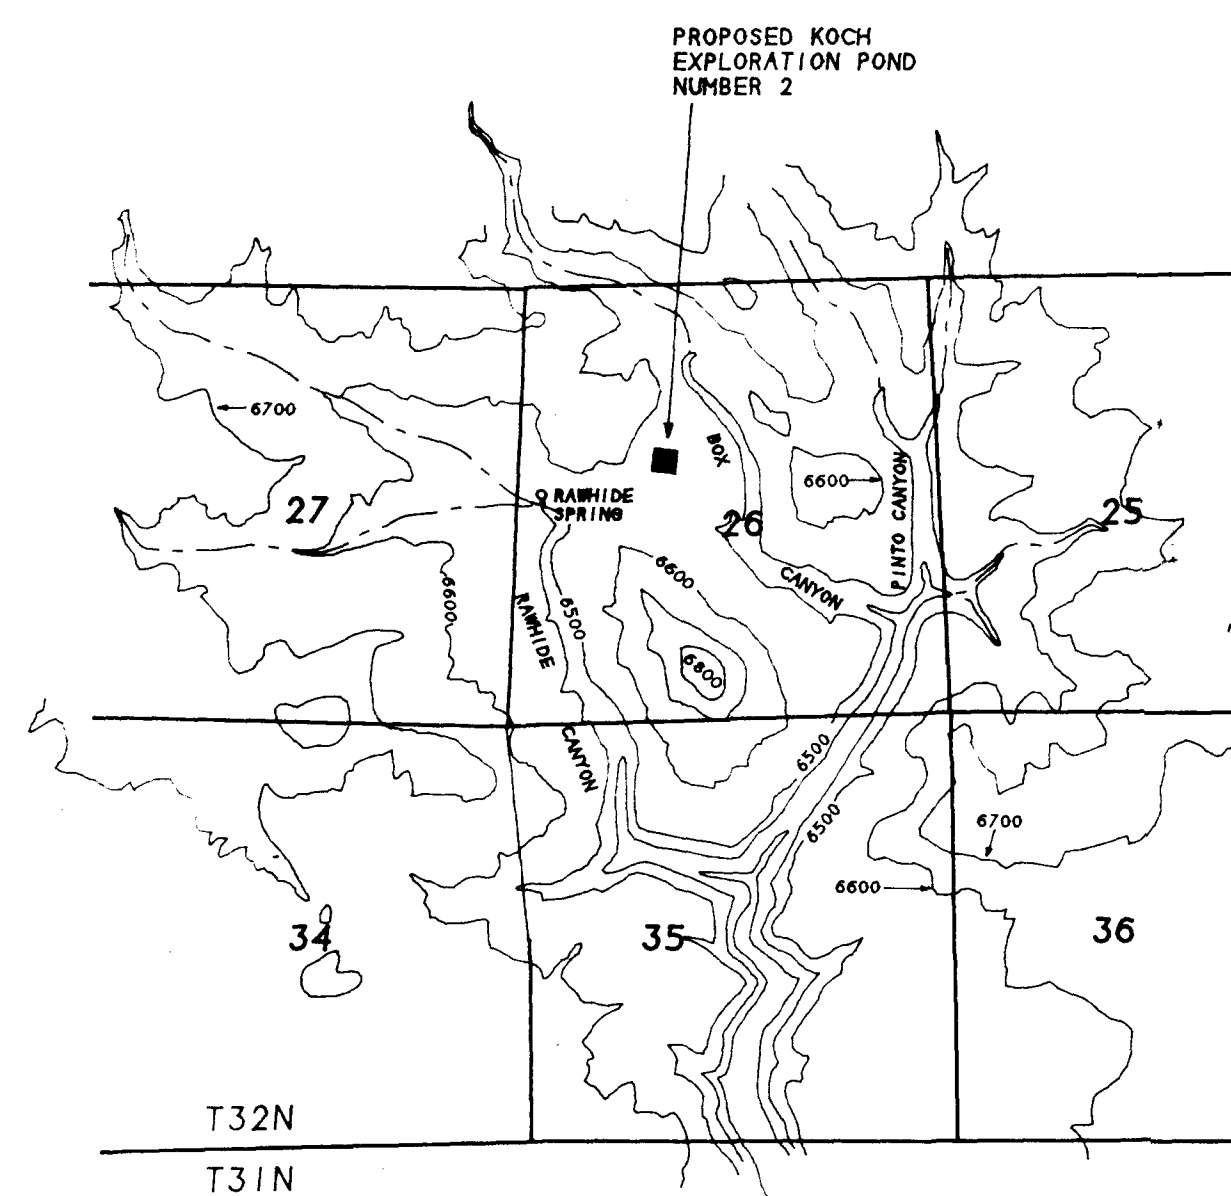 PROPOSED KOCH
EXPLORATION POND
NUMBER 2
6700
BOX
6600
PINTO CANYON
RAWHIDE
SPRING
27
26
25
6600
CANYON
6600
6500
RAWHIDE
6800
CANYON
6500
6500
6700
6600
34
35
36
T32N
T31N